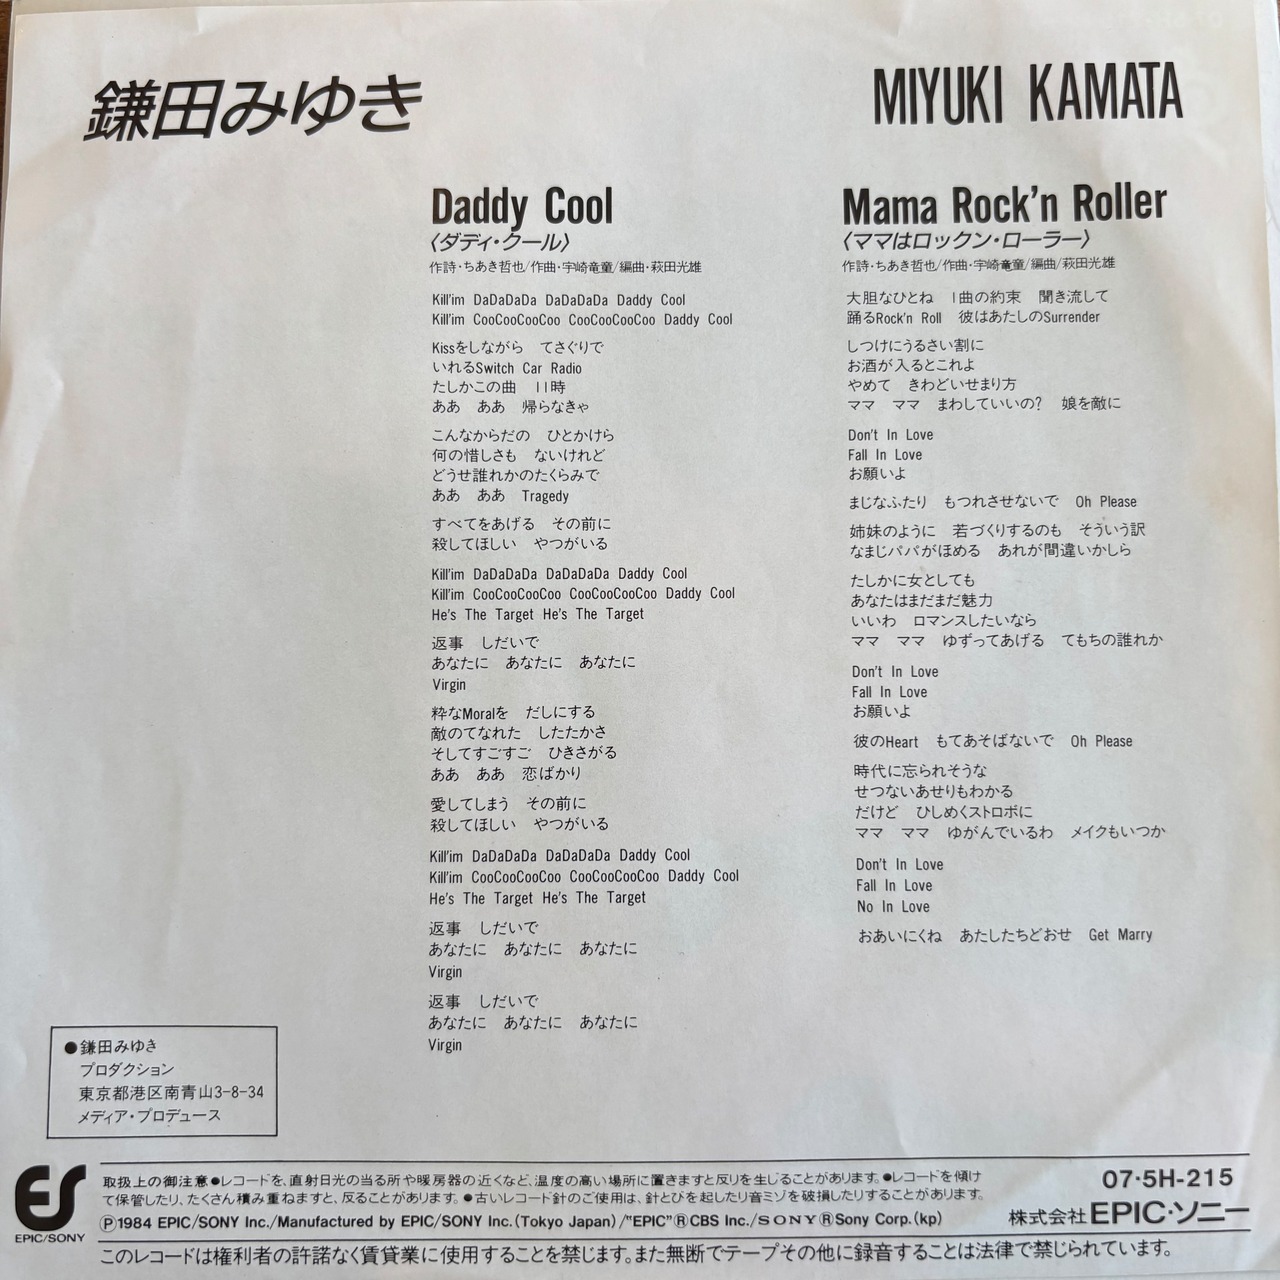 鎌田みゆき
MIYUKI KAMATA
Daddy Cool
〈ダディ・クール〉
作詩・ちあき哲也/作曲・宇崎竜童/編曲・萩田光雄
Kill'im DaDaDaDa DaDaDaDa Daddy Cool
Kill'im CooCooCooCoo CooCooCooCoo Daddy Cool
Kissをしながら てさぐりで
いれるSwitch Car Radio
たしかこの曲 11時
ああ ああ 帰らなきゃ
こんなからだの ひとかけら
何の惜しさも ないけれど
どうせ誰れかのたくらみで
ああ ああ Tragedy
すべてをあげる その前に
殺してほしい やつがいる
Kill'im DaDaDaDa DaDaDaDa Daddy Cool
Kill'im CooCooCooCoo CooCooCooCoo Daddy Cool
He's The Target He's The Target
返事 しだいで
あなたに あなたに あなたに
Virgin
粋なMoralを だしにする
敵のてなれた したたかさ
そしてすごすご ひきさがる
ああ ああ 恋ばかり
愛してしまう その前に
殺してほしい やつがいる
Kill'im DaDaDaDa DaDaDaDa Daddy Cool
Kill'im CooCooCooCoo CooCooCooCoo Daddy Cool
He's The Target He's The Target
返事 しだいで
あなたに あなたに あなたに
Virgin
返事 しだいで
あなたに あなたに あなたに
Virgin
Mama Rock'n Roller
〈ママはロックン・ローラー〉
作詩・ちあき哲也/作曲・宇崎竜童/編曲/萩田光雄
大胆なひとね 1曲の約束 聞き流して
踊るRock'n Roll 彼はあたしのSurrender
しつけにうるさい割に
お酒が入るとこれよ
やめて きわどいせまり方
ママ ママ まわしていいの? 娘を敵に
Don't In Love
Fall In Love
お願いよ
まじなふたり もつれさせないで Oh Please
姉妹のように 若づくりするのも そういう訳
なまじパパがほめる あれが間違いかしら
たしかに女としても
あなたはまだまだ魅力
いいわ ロマンスしたいなら
ママ ママ ゆずってあげる てもちの誰れか
Don't In Love
Fall In Love
お願いよ
彼のHeart もてあそばないで Oh Please
時代に忘られそうな
せつないあせりもわかる
だけど ひしめくストロボに
ママ ママ ゆがんでいるわ メイクもいつか
Don't In Love
Fall In Love
No In Love
おあいにくね あたしたちどおせ Get Marry
●鎌田みゆき
プロダクション
東京都港区南青山3-8-34
メディア・プロデュース
ES
EPIC/SONY
取扱上の御注意●レコードを、直射日光の当る所や暖房器の近くなど、温度の高い場所に置きますと反りを生じることがあります。●レコードを傾け
て保管したり、たくさん積み重ねますと、反ることがあります。●古いレコード針のご使用は、針とびを起したり音ミゾを破損したりすることがあります。
Ⓟ1984 EPIC/SONY Inc./Manufactured by EPIC/SONY Inc.(Tokyo Japan)/"EPIC"®CBS Inc./SONY®Sony Corp.(kp)
07・5H-215
株式会社EPIC・ソニー
このレコードは権利者の許諾なく賃貸業に使用することを禁じます。また無断でテープその他に録音することは法律で禁じられています。